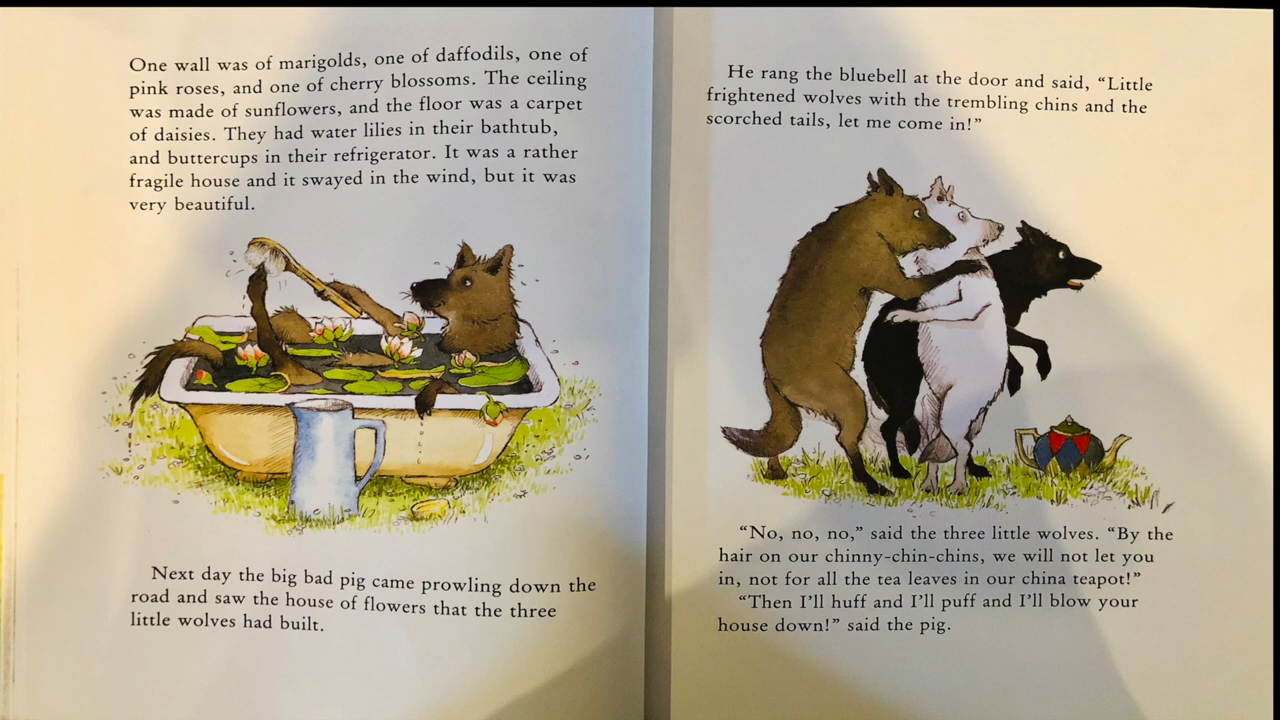 One wall was of marigolds, one of daffodils, one of
pink roses, and one of cherry blossoms. The ceiling
was made of sunflowers, and the floor was a carpet
of daisies. They had water lilies in their bathtub,
and buttercups in their refrigerator. It was a rather
fragile house and it swayed in the wind, but it was
very beautiful.
Next day the big bad pig came prowling down the
road and saw the house of flowers that the three
little wolves had built.
He rang the bluebell at the door and said, “Little
frightened wolves with the trembling chins and the
scorched tails, let me come in!”
“No, no, no,” said the three little wolves. “By the
hair on our chinny-chin-chins, we will not let you
in, not for all the tea leaves in our china teapot!”
“Then I’ll huff and I’ll puff and I’ll blow your
house down!” said the pig.